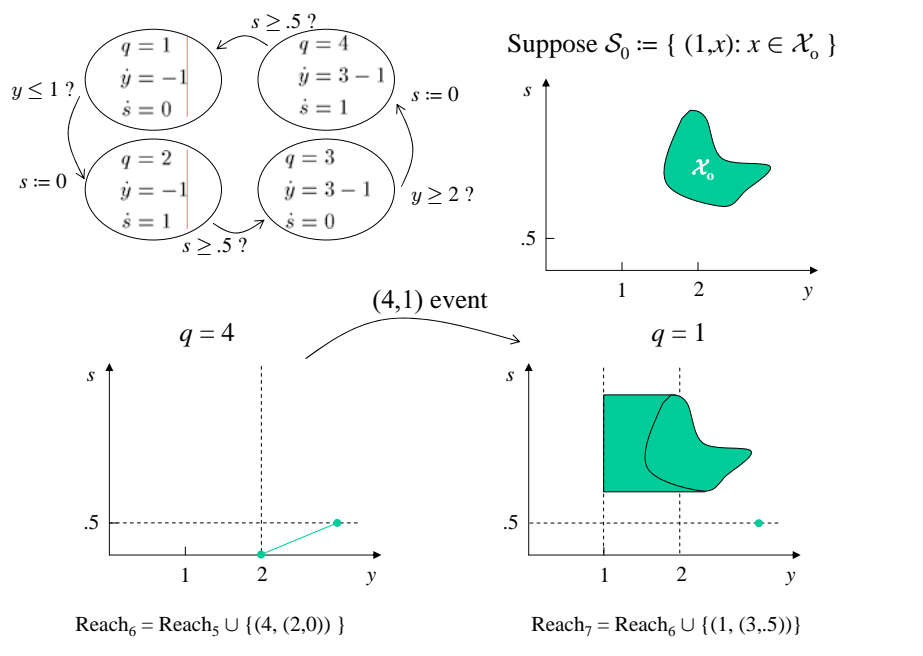 s ≥ .5 ?
q = 1
ẏ = −1
ṡ = 0
q = 4
ẏ = 3 − 1
ṡ = 1
y ≤ 1 ?
s := 0
s := 0
q = 2
ẏ = −1
ṡ = 1
q = 3
ẏ = 3 − 1
ṡ = 0
y ≥ 2 ?
s ≥ .5 ?
Suppose 𝒮₀ := { (1,x): x ∈ 𝒳₀ }
s
𝒳₀
.5
1 2 y
(4,1) event
q = 4
s
.5
1 2 y
q = 1
s
.5
1 2 y
Reach₆ = Reach₅ ∪ {(4, (2,0)) }
Reach₇ = Reach₆ ∪ {(1, (3,.5))}